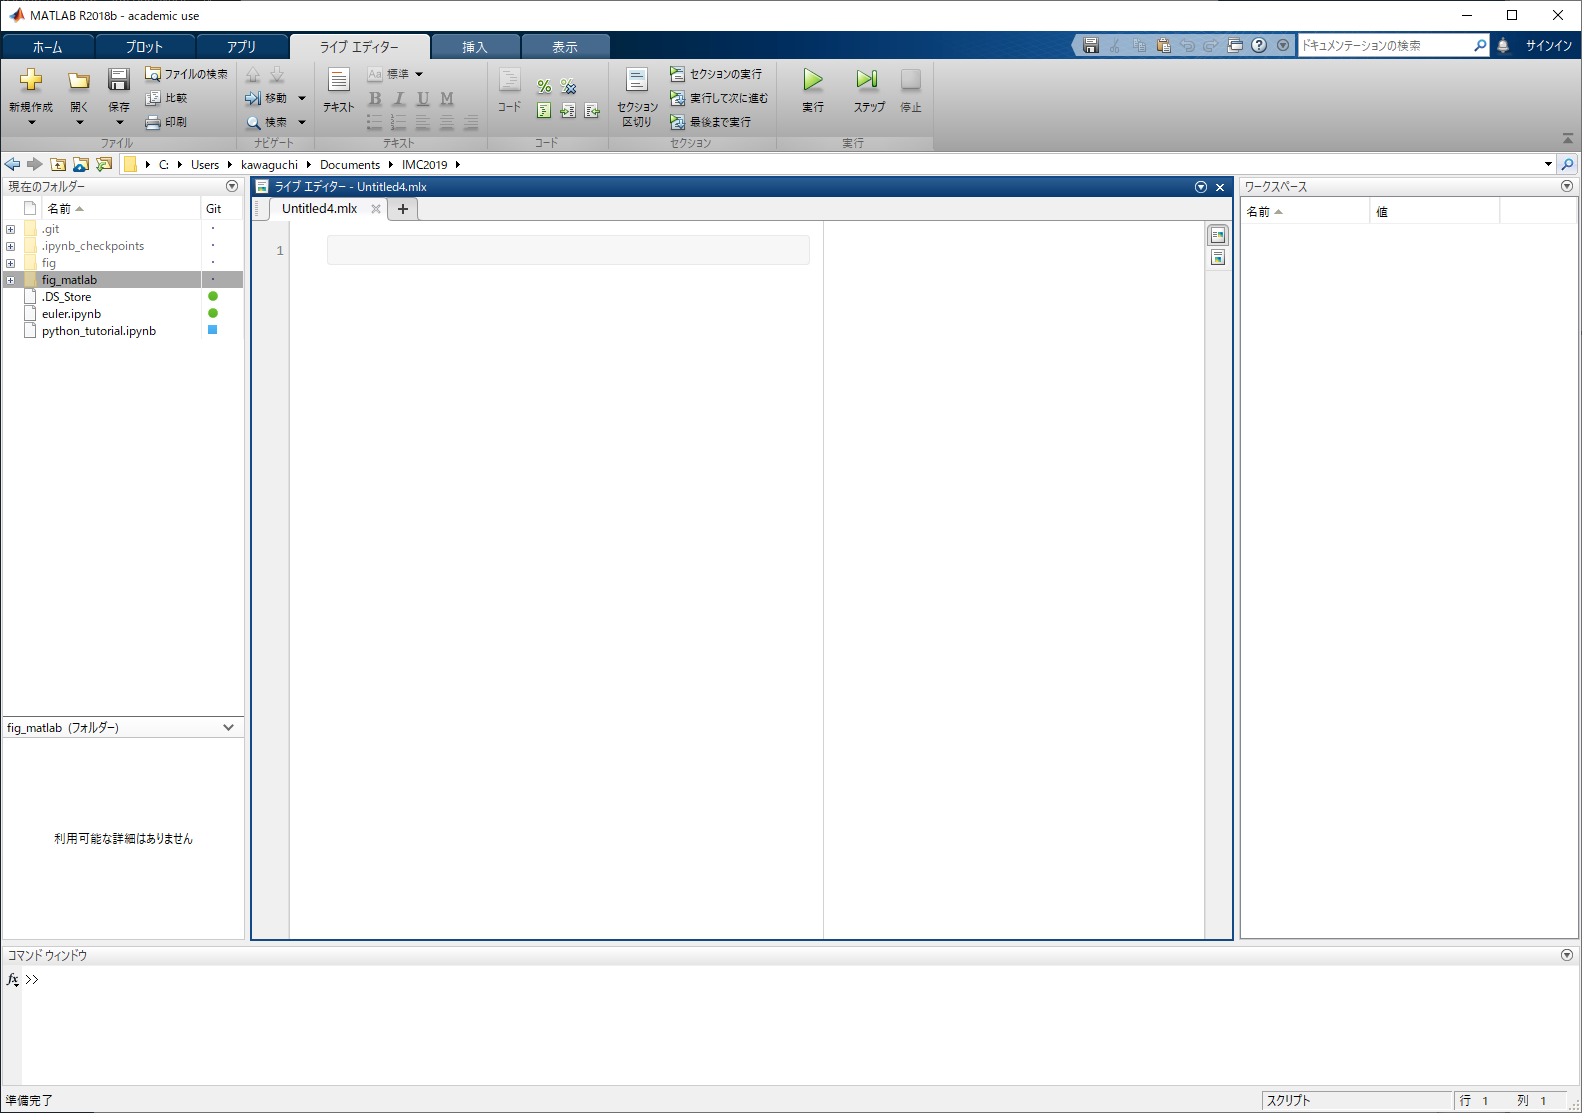 MATLAB R2018b - academic use
ホーム プロット アプリ ライブ エディター 挿入 表示 ドキュメンテーションの検索 サインイン
新規作成 開く 保存 ファイルの検索 比較 印刷 移動 検索 テキスト Aa 標準 B I U M コード セクション区切り セクションの実行 実行して次に進む 最後まで実行 実行 ステップ 停止
ファイル ナビゲート テキスト コード セクション 実行
C: Users kawaguchi Documents IMC2019
現在のフォルダー
名前 Git
.git
.ipynb_checkpoints
fig
fig_matlab
.DS_Store
euler.ipynb
python_tutorial.ipynb
fig_matlab (フォルダー)
利用可能な詳細はありません
ライブ エディター - Untitled4.mlx
Untitled4.mlx +
1
ワークスペース
名前 値
コマンド ウィンドウ
fx >>
準備完了 スクリプト 行 1 列 1